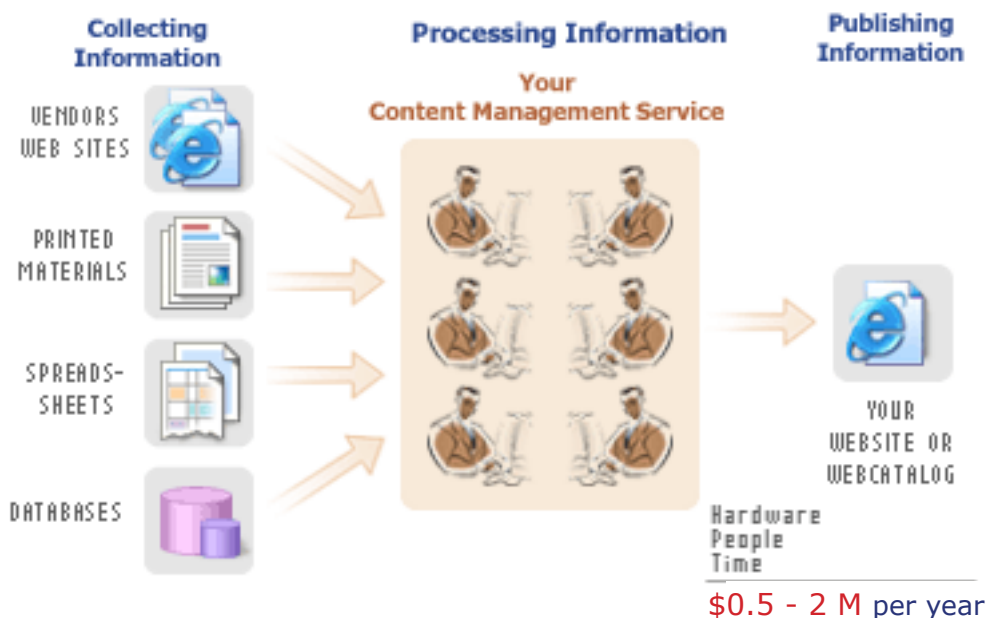 Collecting
Information
Processing Information
Publishing
Information
Your
Content Management Service
VENDORS
WEB SITES
PRINTED
MATERIALS
SPREADS-
SHEETS
DATABASES
YOUR
WEBSITE OR
WEBCATALOG
Hardware
People
Time
$0.5 - 2 M per year